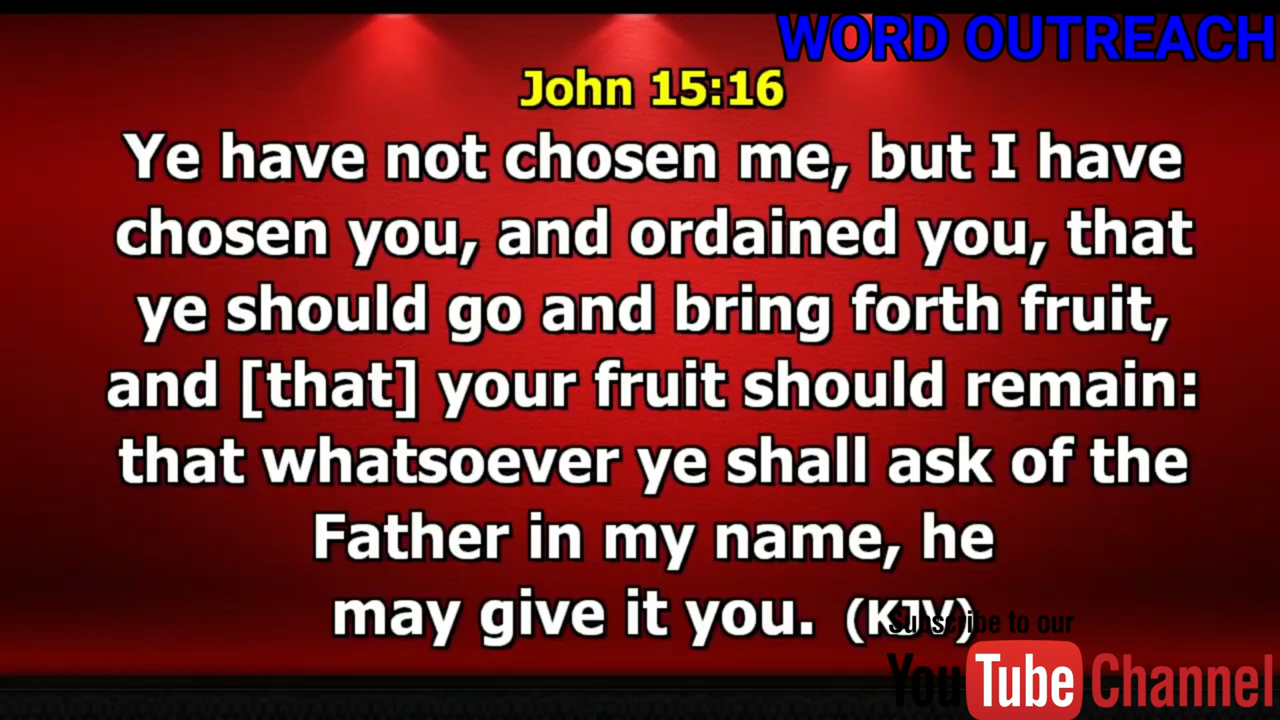 WORD OUTREACH
John 15:16
Ye have not chosen me, but I have
chosen you, and ordained you, that
ye should go and bring forth fruit,
and [that] your fruit should remain:
that whatsoever ye shall ask of the
Father in my name, he
may give it you. (KJV)
Subscribe to our
YouTube Channel